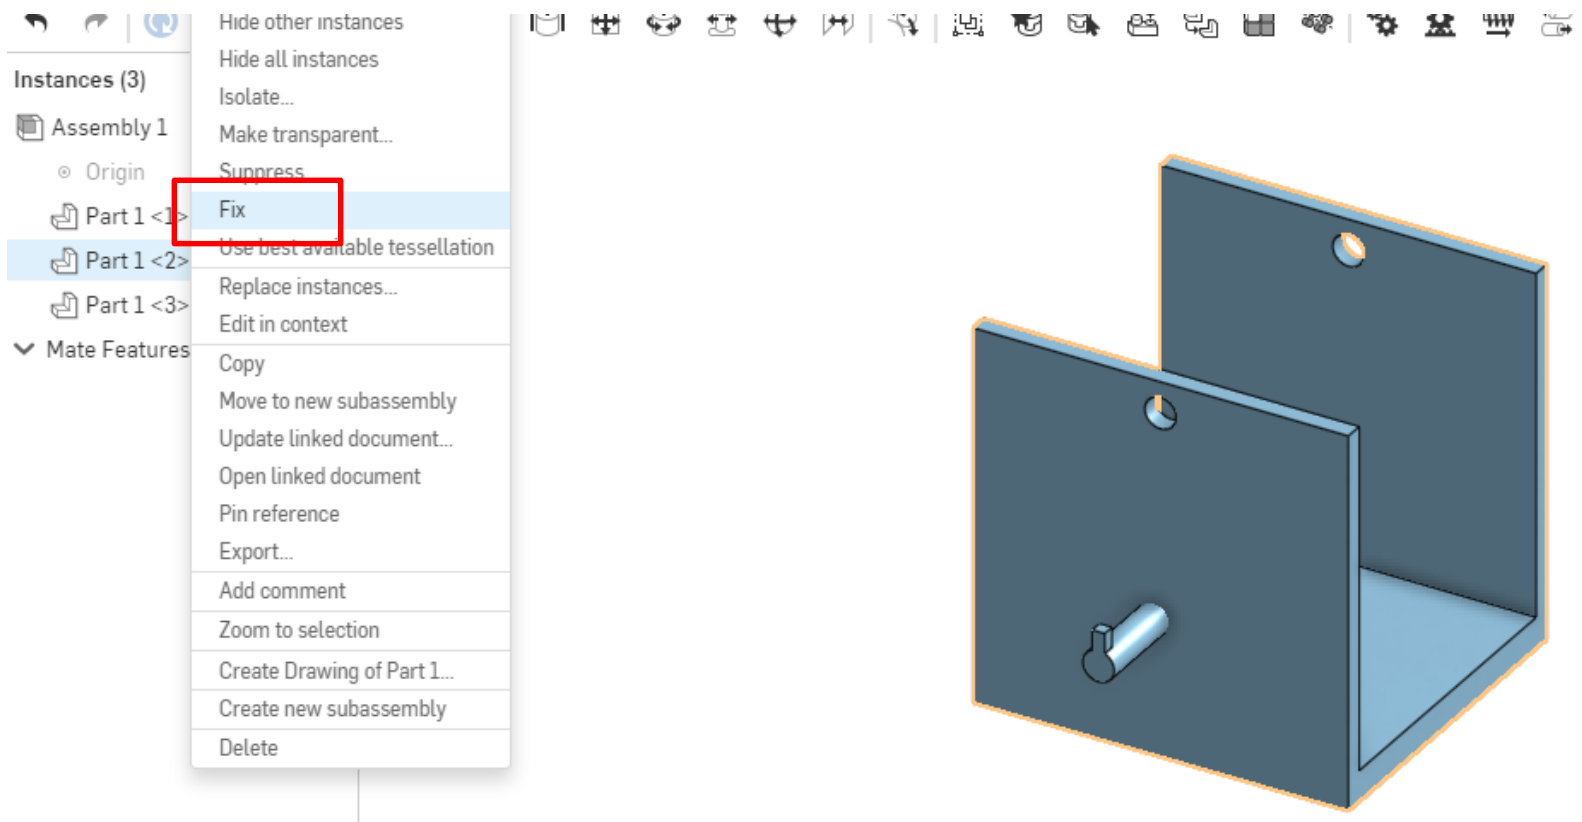 Instances (3)
Assembly 1
Origin
Part 1 <1>
Part 1 <2>
Part 1 <3>
Mate Features
Hide other instances
Hide all instances
Isolate...
Make transparent...
Suppress
Fix
Use best available tessellation
Replace instances...
Edit in context
Copy
Move to new subassembly
Update linked document...
Open linked document
Pin reference
Export...
Add comment
Zoom to selection
Create Drawing of Part 1...
Create new subassembly
Delete